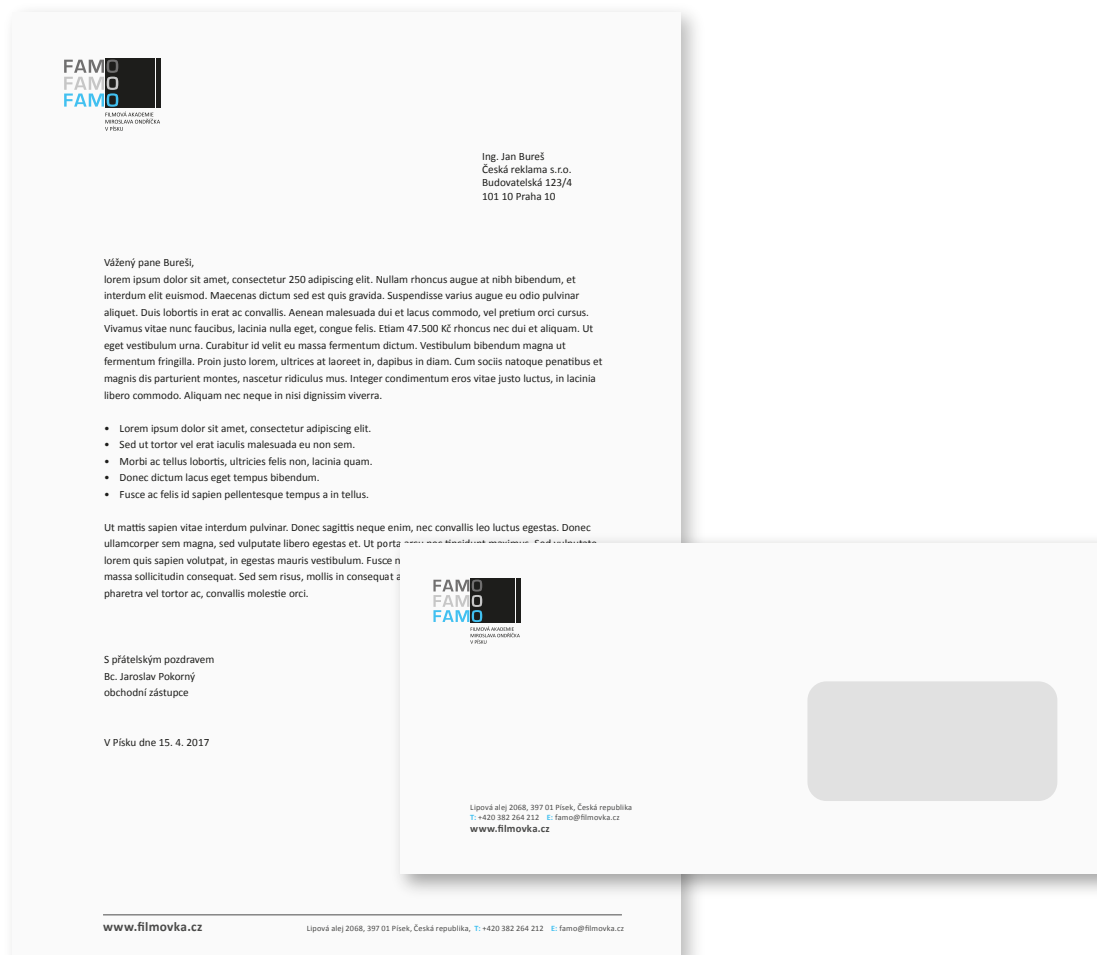 FAMO
FAMO
FAMO
FILMOVÁ AKADEMIE
MIROSLAVA ONDŘÍČKA
V PÍSKU
Ing. Jan Bureš
Česká reklama s.r.o.
Budovatelská 123/4
101 10 Praha 10
Vážený pane Bureši,
lorem ipsum dolor sit amet, consectetur 250 adipiscing elit. Nullam rhoncus augue at nibh bibendum, et
interdum elit euismod. Maecenas dictum sed est quis gravida. Suspendisse varius augue eu odio pulvinar
aliquet. Duis lobortis in erat ac convallis. Aenean malesuada dui et lacus commodo, vel pretium orci cursus.
Vivamus vitae nunc faucibus, lacinia nulla eget, congue felis. Etiam 47.500 Kč rhoncus nec dui et aliquam. Ut
eget vestibulum urna. Curabitur id velit eu massa fermentum dictum. Vestibulum bibendum magna ut
fermentum fringilla. Proin justo lorem, ultrices at laoreet in, dapibus in diam. Cum sociis natoque penatibus et
magnis dis parturient montes, nascetur ridiculus mus. Integer condimentum eros vitae justo luctus, in lacinia
libero commodo. Aliquam nec neque in nisi dignissim viverra.
• Lorem ipsum dolor sit amet, consectetur adipiscing elit.
• Sed ut tortor vel erat iaculis malesuada eu non sem.
• Morbi ac tellus lobortis, ultricies felis non, lacinia quam.
• Donec dictum lacus eget tempus bibendum.
• Fusce ac felis id sapien pellentesque tempus a in tellus.
Ut mattis sapien vitae interdum pulvinar. Donec sagittis neque enim, nec convallis leo luctus egestas. Donec
ullamcorper sem magna, sed vulputate libero egestas et. Ut porta
lorem quis sapien volutpat, in egestas mauris vestibulum. Fusce
massa sollicitudin consequat. Sed sem risus, mollis in consequat
pharetra vel tortor ac, convallis molestie orci.
S přátelským pozdravem
Bc. Jaroslav Pokorný
obchodní zástupce
V Písku dne 15. 4. 2017
www.filmovka.cz
Lipová alej 2068, 397 01 Písek, Česká republika, T: +420 382 264 212 E: famo@filmovka.cz
FAMO
FAMO
FAMO
FILMOVÁ AKADEMIE
MIROSLAVA ONDŘÍČKA
V PÍSKU
Lipová alej 2068, 397 01 Písek, Česká republika
T: +420 382 264 212 E: famo@filmovka.cz
www.filmovka.cz